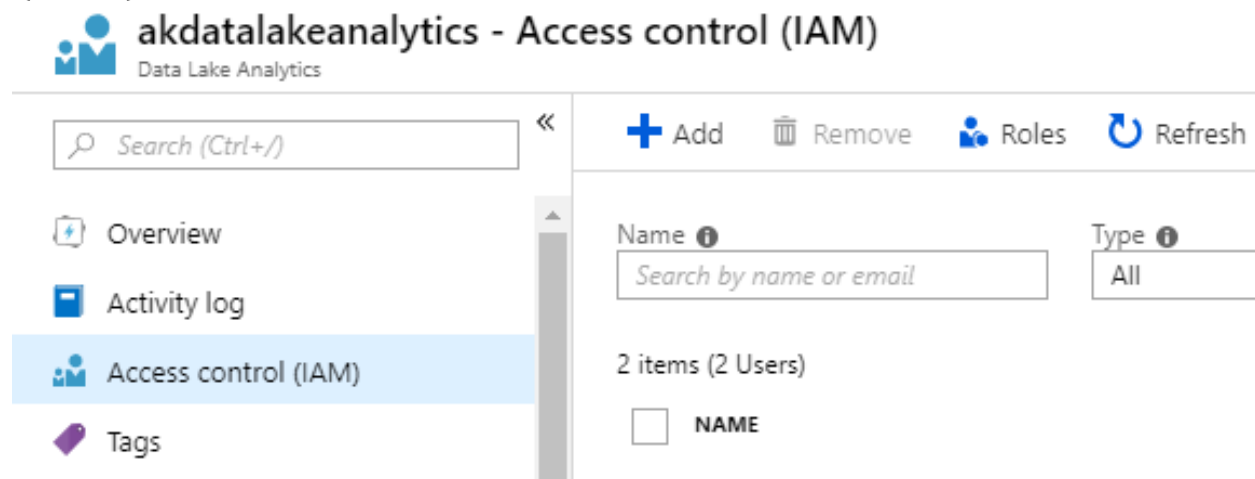 akdatalakeanalytics - Access control (IAM)
Data Lake Analytics
Search (Ctrl+/)
«
Add Remove Roles Refresh
Overview
Activity log
Access control (IAM)
Tags
Name
Type
Search by name or email
All
2 items (2 Users)
NAME